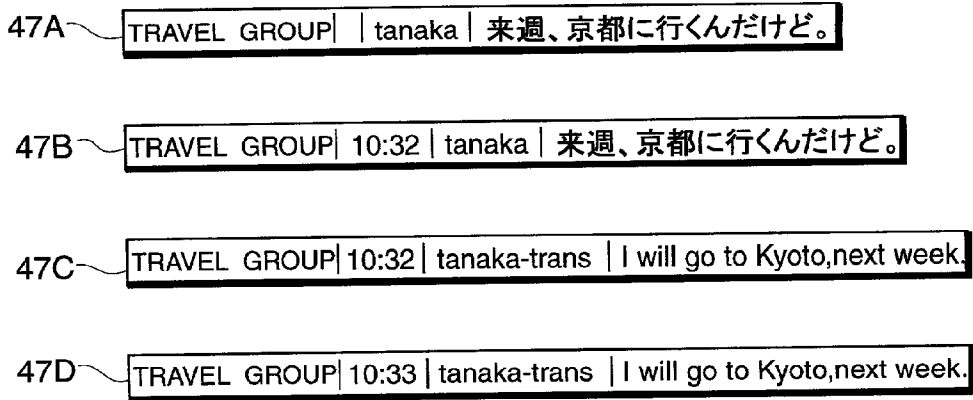 47A TRAVEL GROUP| | tanaka | 来週、京都に行くんだけど。
47B TRAVEL GROUP| 10:32 | tanaka | 来週、京都に行くんだけど。
47C TRAVEL GROUP| 10:32 | tanaka-trans | I will go to Kyoto,next week.
47D TRAVEL GROUP| 10:33 | tanaka-trans | I will go to Kyoto,next week.